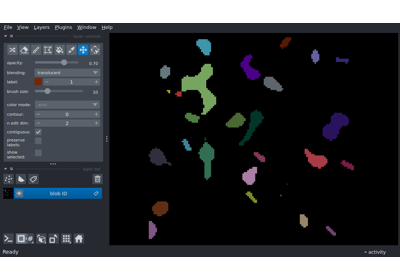 File View Layers Plugins Window Help
opacity: 0.70
blending: translucent
label: 1
brush size: 10
color mode:
contour: 0
n edit dim: 2
contiguous:
preserve labels:
show selected:
blob ID
Ready
activity